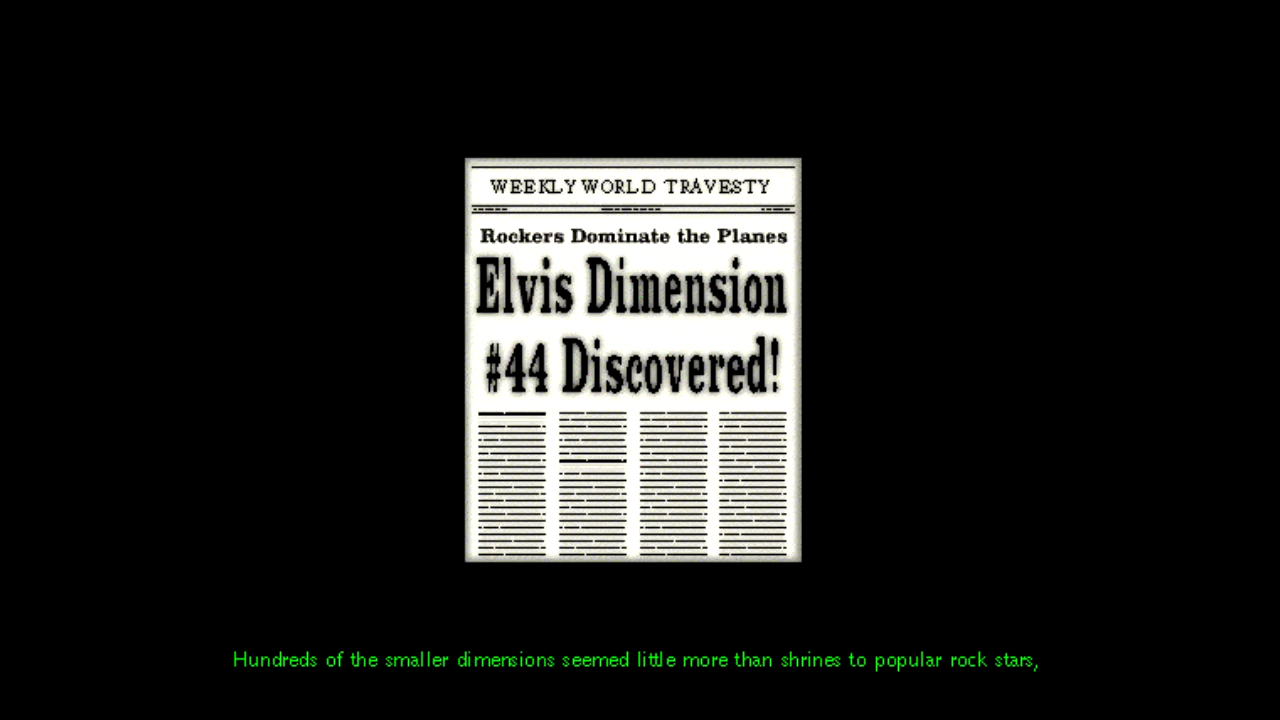 WEEKLY WORLD TRAVESTY
Rockers Dominate the Planes
Elvis Dimension
#44 Discovered!
Hundreds of the smaller dimensions seemed little more than shrines to popular rock stars,